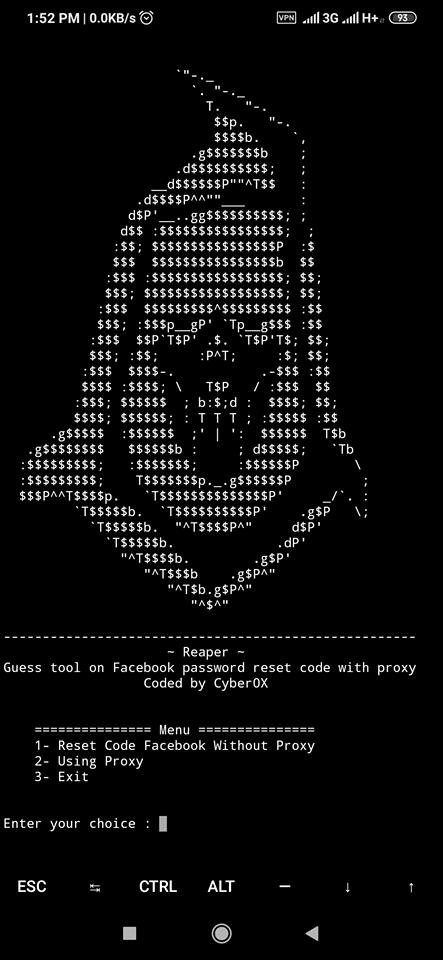 1:52 PM | 0.0KB/s VPN 3G H+ 93
-----------------------------------------------------
~ Reaper ~
Guess tool on Facebook password reset code with proxy
Coded by CyberOX
=============== Menu ===============
1- Reset Code Facebook Without Proxy
2- Using Proxy
3- Exit
Enter your choice :
ESC CTRL ALT — ↓ ↑